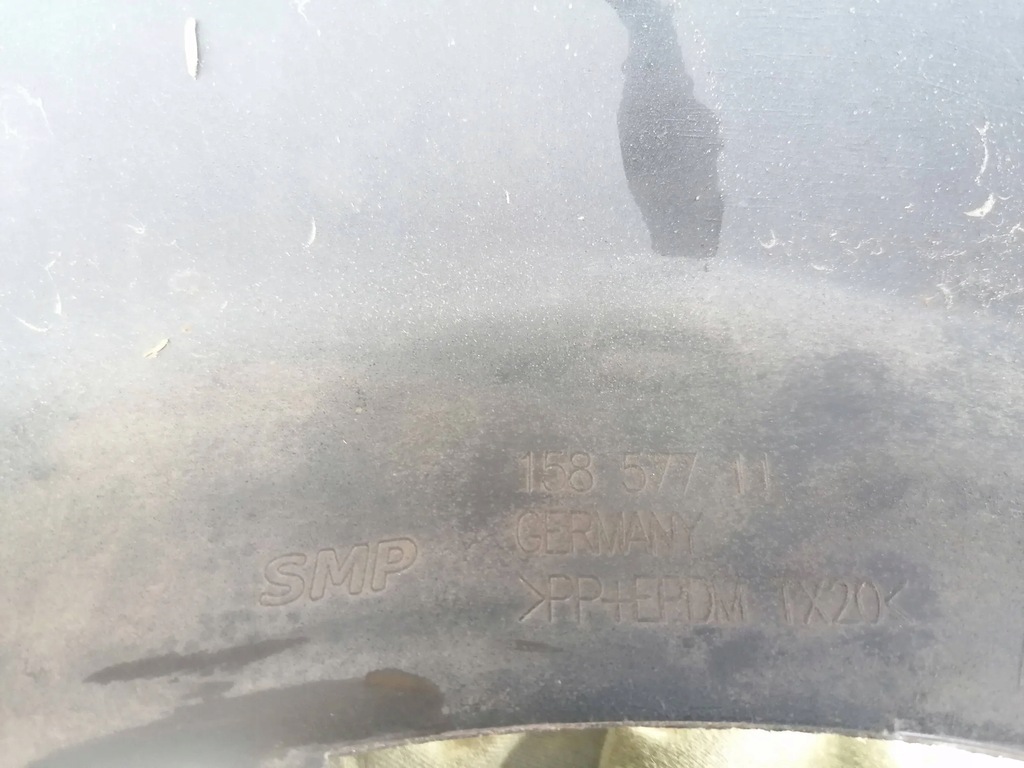 158 577 11
GERMANY
SMP
>PP+EPDM TX20<